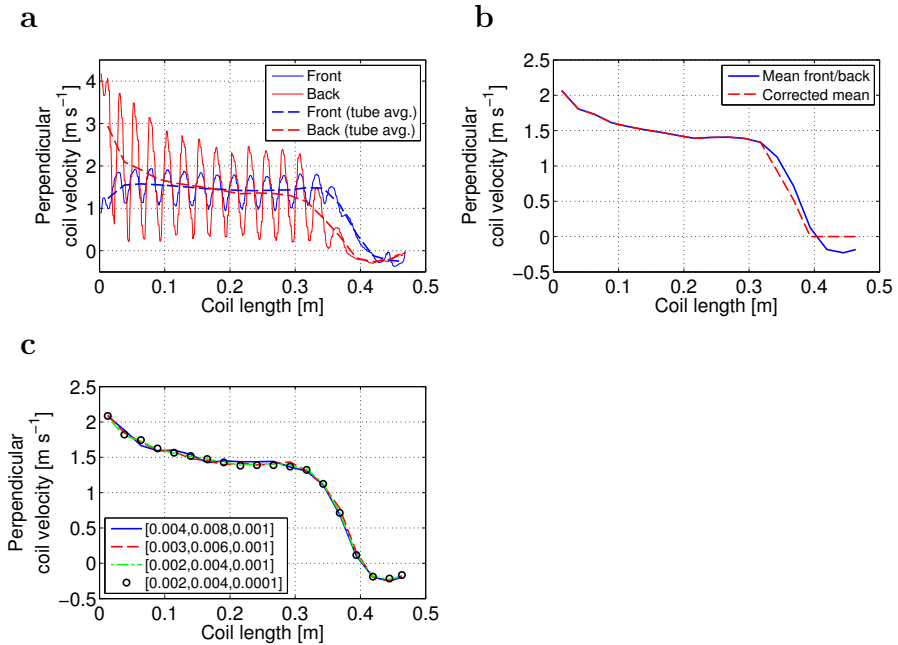 a
Perpendicular
coil velocity [m s⁻¹]
4
3
2
1
0
0
0.1
0.2
0.3
0.4
0.5
Coil length [m]
Front
Back
Front (tube avg.)
Back (tube avg.)
b
Perpendicular
coil velocity [m s⁻¹]
2.5
2
1.5
1
0.5
0
−0.5
0
0.1
0.2
0.3
0.4
0.5
Coil length [m]
Mean front/back
Corrected mean
c
Perpendicular
coil velocity [m s⁻¹]
2.5
2
1.5
1
0.5
0
−0.5
0
0.1
0.2
0.3
0.4
0.5
Coil length [m]
[0.004,0.008,0.001]
[0.003,0.006,0.001]
[0.002,0.004,0.001]
[0.002,0.004,0.0001]